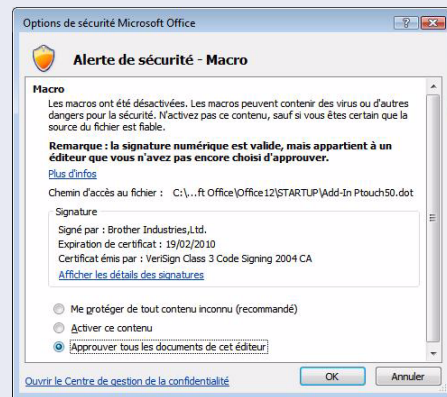 Options de sécurité Microsoft Office
Alerte de sécurité - Macro
Macro
Les macros ont été désactivées. Les macros peuvent contenir des virus ou d'autres
dangers pour la sécurité. N'activez pas ce contenu, sauf si vous êtes certain que la
source du fichier est fiable.
Remarque : la signature numérique est valide, mais appartient à un
éditeur que vous n'avez pas encore choisi d'approuver.
Plus d'infos
Chemin d'accès au fichier : C:\...ft Office\Office12\STARTUP\Add-In Ptouch50.dot
Signature
Signé par : Brother Industries,Ltd.
Expiration de certificat : 19/02/2010
Certificat émis par : VeriSign Class 3 Code Signing 2004 CA
Afficher les détails des signatures
Me protéger de tout contenu inconnu (recommandé)
Activer ce contenu
Approuver tous les documents de cet éditeur
Ouvrir le Centre de gestion de la confidentialité
OK
Annuler